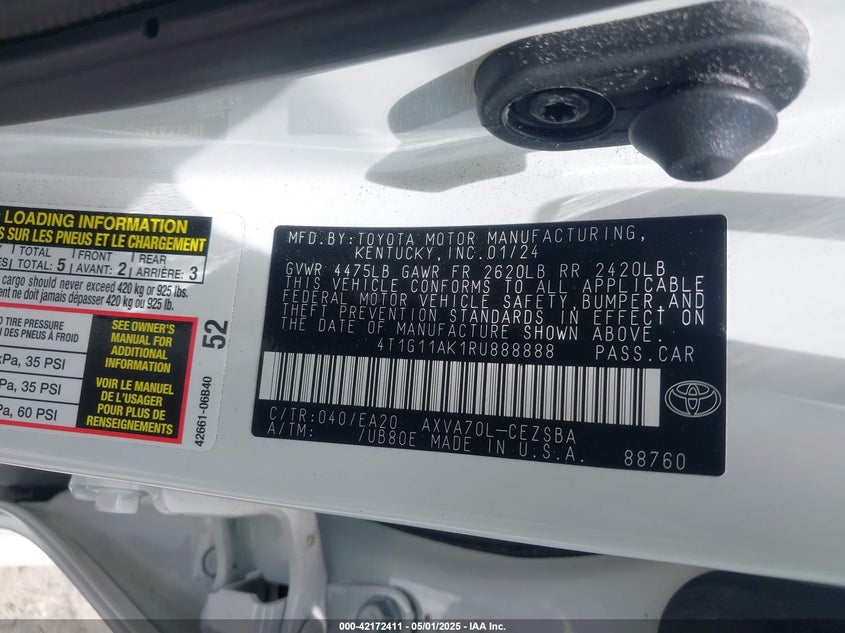 LOADING INFORMATION
SUR LES PNEUS ET LE CHARGEMENT
TOTAL 5 FRONT 2 REAR 3
TOTAL: AVANT: ARRIÈRE:
cargo should never exceed 420 kg or 925 lbs.
ne doit jamais dépasser 420 kg ou 925 lb.
TIRE PRESSURE
PNEUS À FROID
kPa, 35 PSI
Pa, 35 PSI
Pa, 60 PSI
SEE OWNER'S
MANUAL FOR
ADDITIONAL
INFORMATION
VOIR LE MANUEL
DE L'USAGER
POUR PLUS DE
RENSEIGNEMENTS
52
42661-06B40
MFD.BY:TOYOTA MOTOR MANUFACTURING,
KENTUCKY,INC.01/24
GVWR 4475LB GAWR FR 2620LB RR 2420LB
THIS VEHICLE CONFORMS TO ALL APPLICABLE
FEDERAL MOTOR VEHICLE SAFETY,BUMPER,AND
THEFT PREVENTION STANDARDS IN EFFECT ON
THE DATE OF MANUFACTURE SHOWN ABOVE.
4T1G11AK1RU888888 PASS.CAR
C/TR:040/EA20 AXVA70L-CEZSBA
A/TM: /UB80E MADE IN U.S.A.
88760
000-42172411 - 05/01/2025 - IAA Inc.